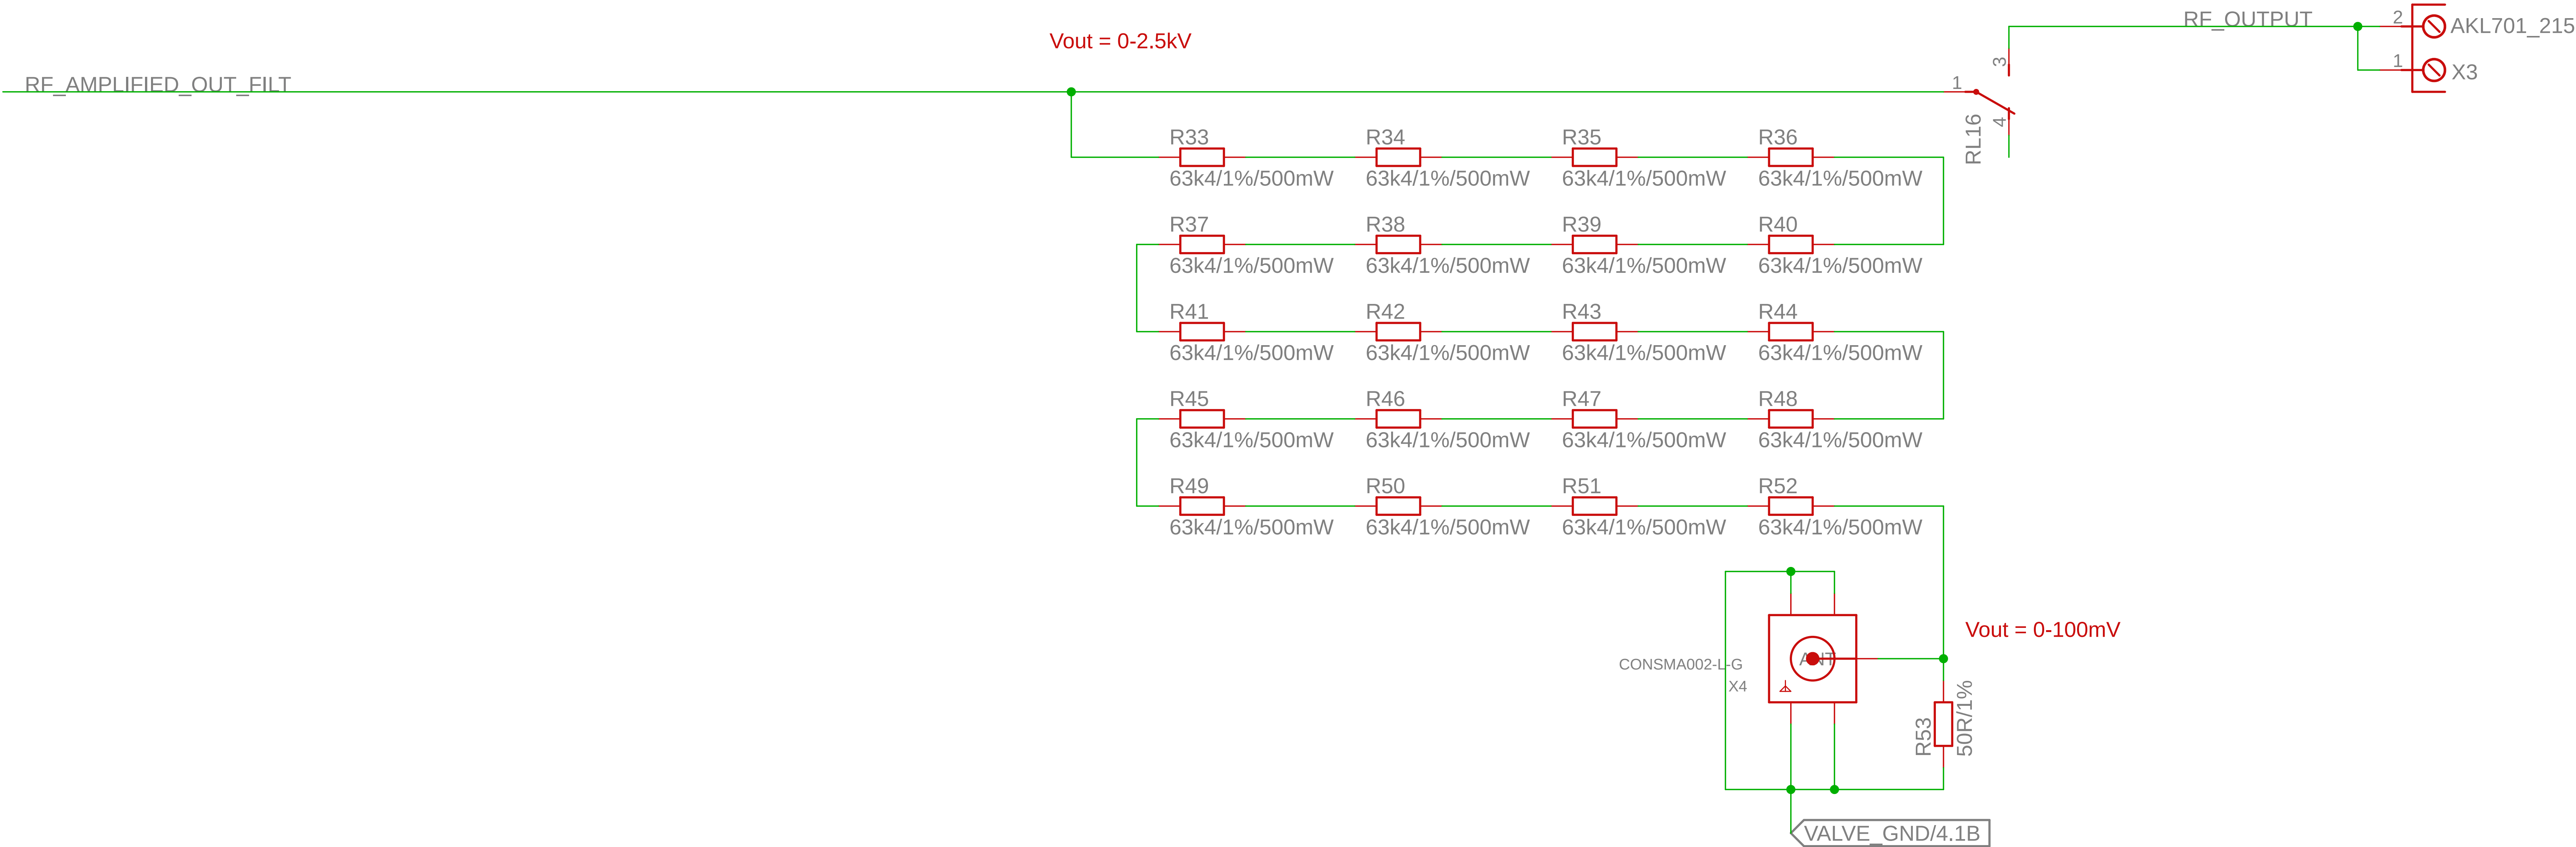 RF_OUTPUT
2
AKL701_215
Vout = 0-2.5kV
3
1
X3
RF_AMPLIFIED_OUT_FILT
1
4
RL16
R33
R34
R35
R36
63k4/1%/500mW
63k4/1%/500mW
63k4/1%/500mW
63k4/1%/500mW
R37
R38
R39
R40
63k4/1%/500mW
63k4/1%/500mW
63k4/1%/500mW
63k4/1%/500mW
R41
R42
R43
R44
63k4/1%/500mW
63k4/1%/500mW
63k4/1%/500mW
63k4/1%/500mW
R45
R46
R47
R48
63k4/1%/500mW
63k4/1%/500mW
63k4/1%/500mW
63k4/1%/500mW
R49
R50
R51
R52
63k4/1%/500mW
63k4/1%/500mW
63k4/1%/500mW
63k4/1%/500mW
Vout = 0-100mV
CONSMA002-L-G
ANT
X4
R53
50R/1%
VALVE_GND/4.1B